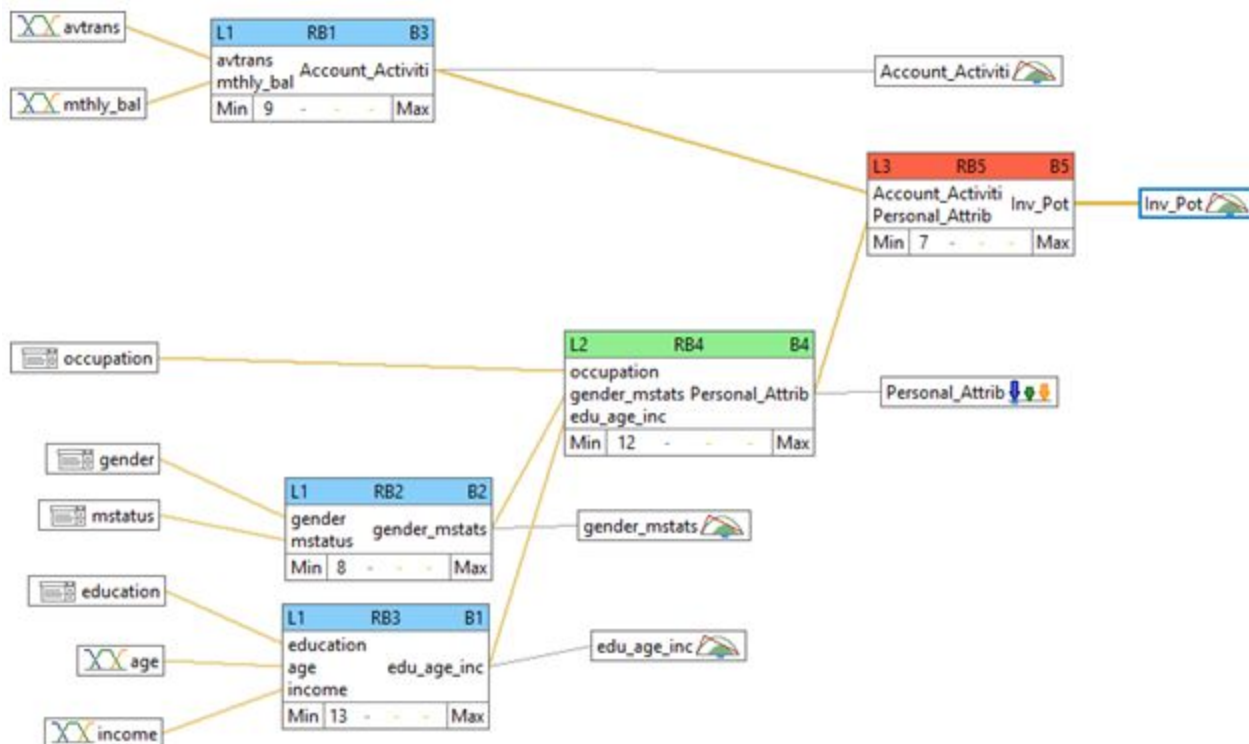 avtrans
mthly_bal
L1 RB1 B3
avtrans
mthly_bal Account_Activiti
Min 9 - - - Max
Account_Activiti
L3 RB5 B5
Account_Activiti
Personal_Attrib Inv_Pot
Min 7 - - - Max
Inv_Pot
occupation
L2 RB4 B4
occupation
gender_mstats Personal_Attrib
edu_age_inc
Min 12 - - - Max
Personal_Attrib
gender
mstatus
L1 RB2 B2
gender
mstatus gender_mstats
Min 8 - - - Max
gender_mstats
education
age
income
L1 RB3 B1
education
age edu_age_inc
income
Min 13 - - - Max
edu_age_inc